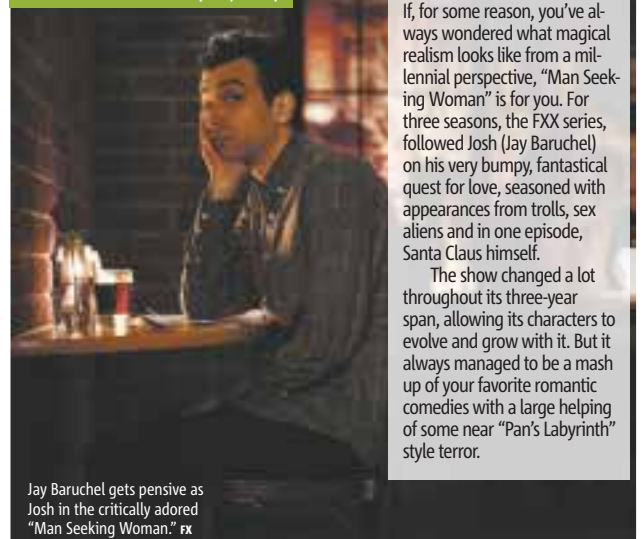 If, for some reason, you've al-
ways wondered what magical
realism looks like from a mil-
lennial perspective, "Man Seek-
ing Woman" is for you. For
three seasons, the FXX series,
followed Josh (Jay Baruchel)
on his very bumpy, fantastical
quest for love, seasoned with
appearances from trolls, sex
aliens and in one episode,
Santa Claus himself.
The show changed a lot
throughout its three-year
span, allowing its characters to
evolve and grow with it. But it
always managed to be a mash
up of your favorite romantic
comedies with a large helping
of some near "Pan's Labyrinth"
style terror.
Jay Baruchel gets pensive as
Josh in the critically adored
"Man Seeking Woman." FX